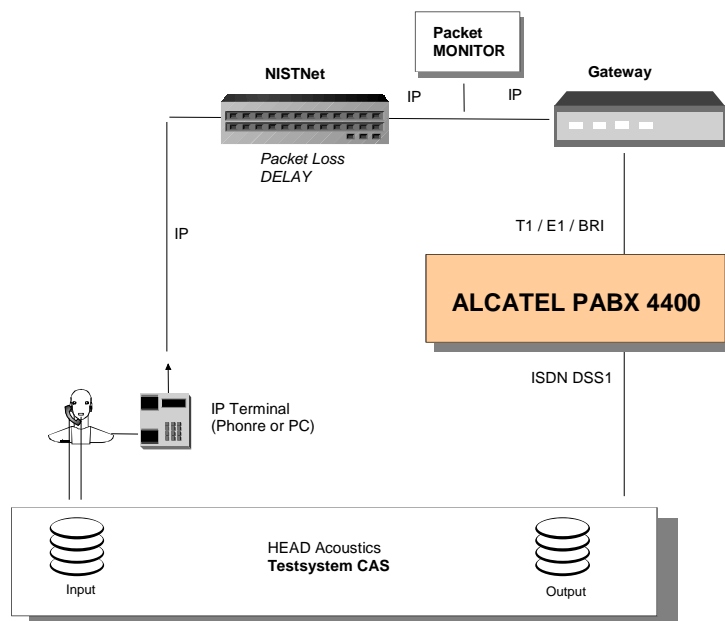 Packet
MONITOR
NISTNet
Gateway
IP
IP
Packet Loss
DELAY
IP
T1 / E1 / BRI
ALCATEL PABX 4400
ISDN DSS1
IP Terminal
(Phonre or PC)
HEAD Acoustics
Testsystem CAS
Input
Output